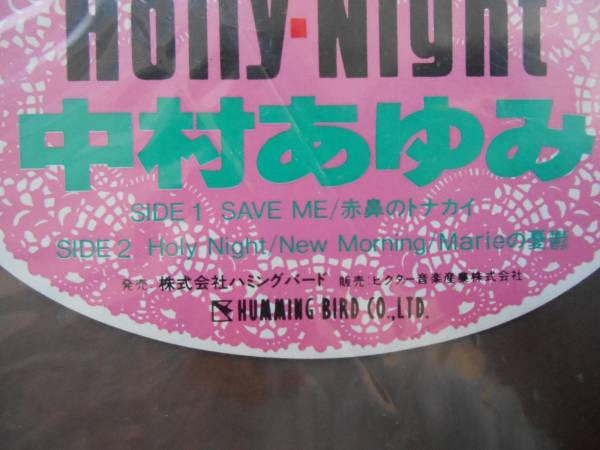 Holly・Night
中村あゆみ
SIDE 1 SAVE ME/赤鼻のトナカイ
SIDE 2 Holy Night/New Morning/Marieの憂鬱
発売 株式会社ハミングバード 販売:ビクター音楽産業株式会社
HUMMING BIRD CO.,LTD.